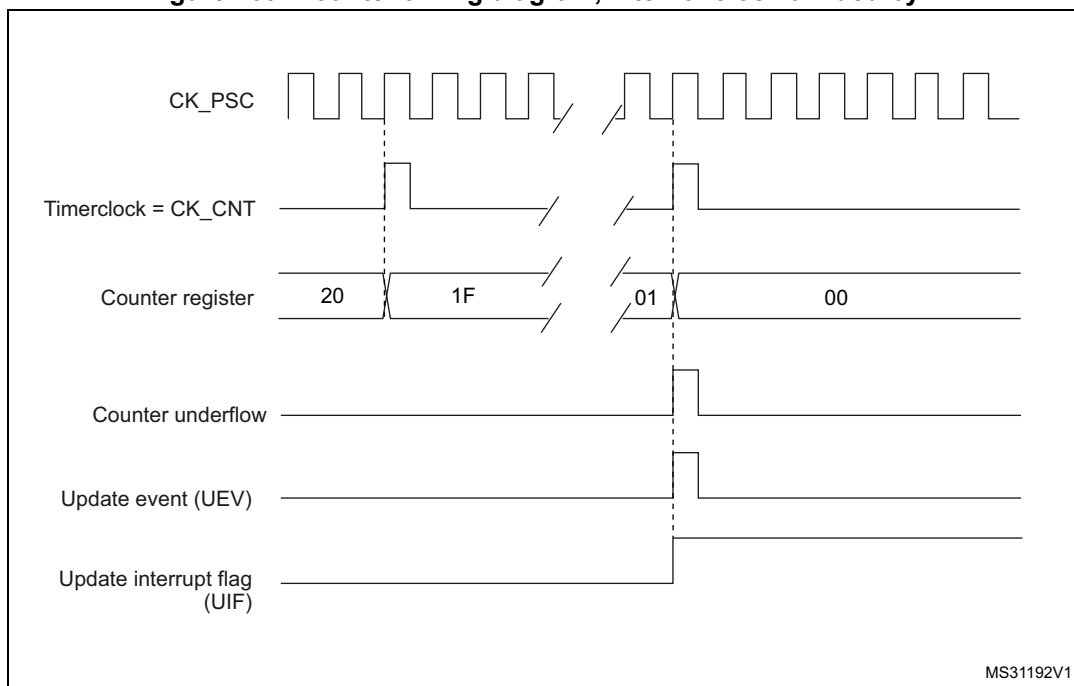 CK_PSC
Timerclock = CK_CNT
Counter register
20
1F
01
00
Counter underflow
Update event (UEV)
Update interrupt flag
(UIF)
MS31192V1